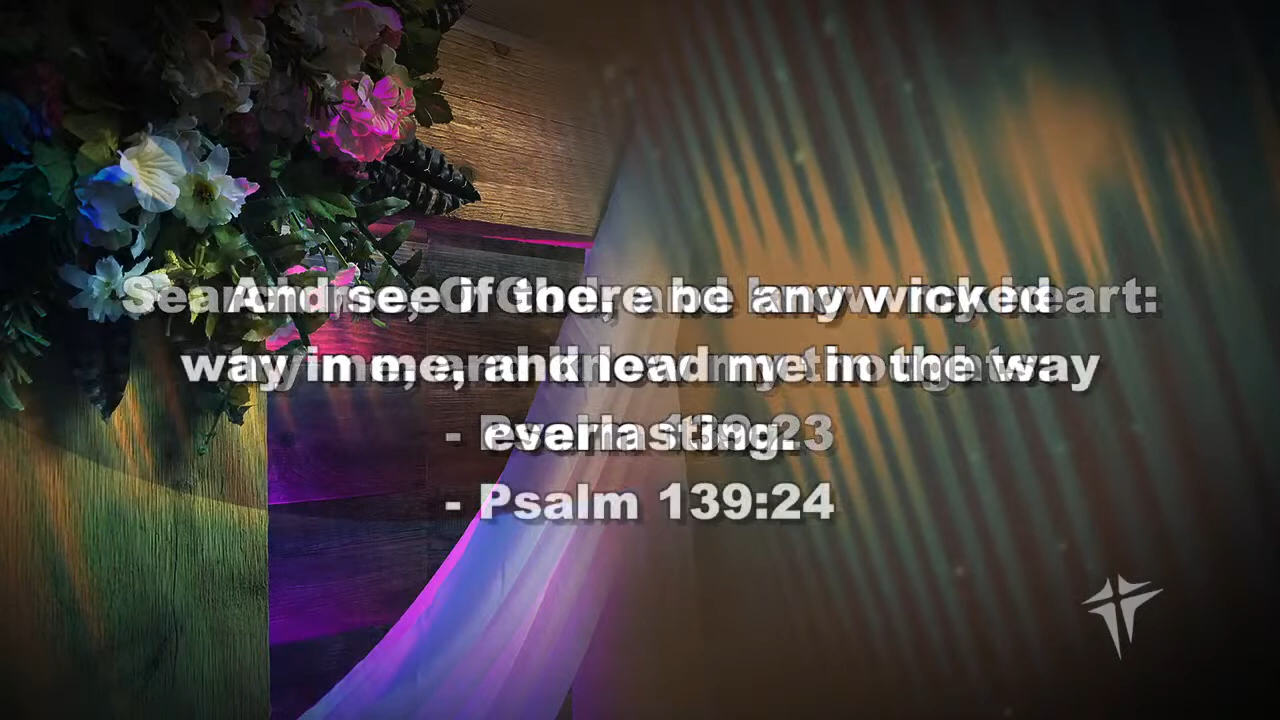 Search me, O God, and know my heart:
try me, and know my thoughts:
- Psalm 139:23
And see if there be any wicked
way in me, and lead me in the way
everlasting.
- Psalm 139:24